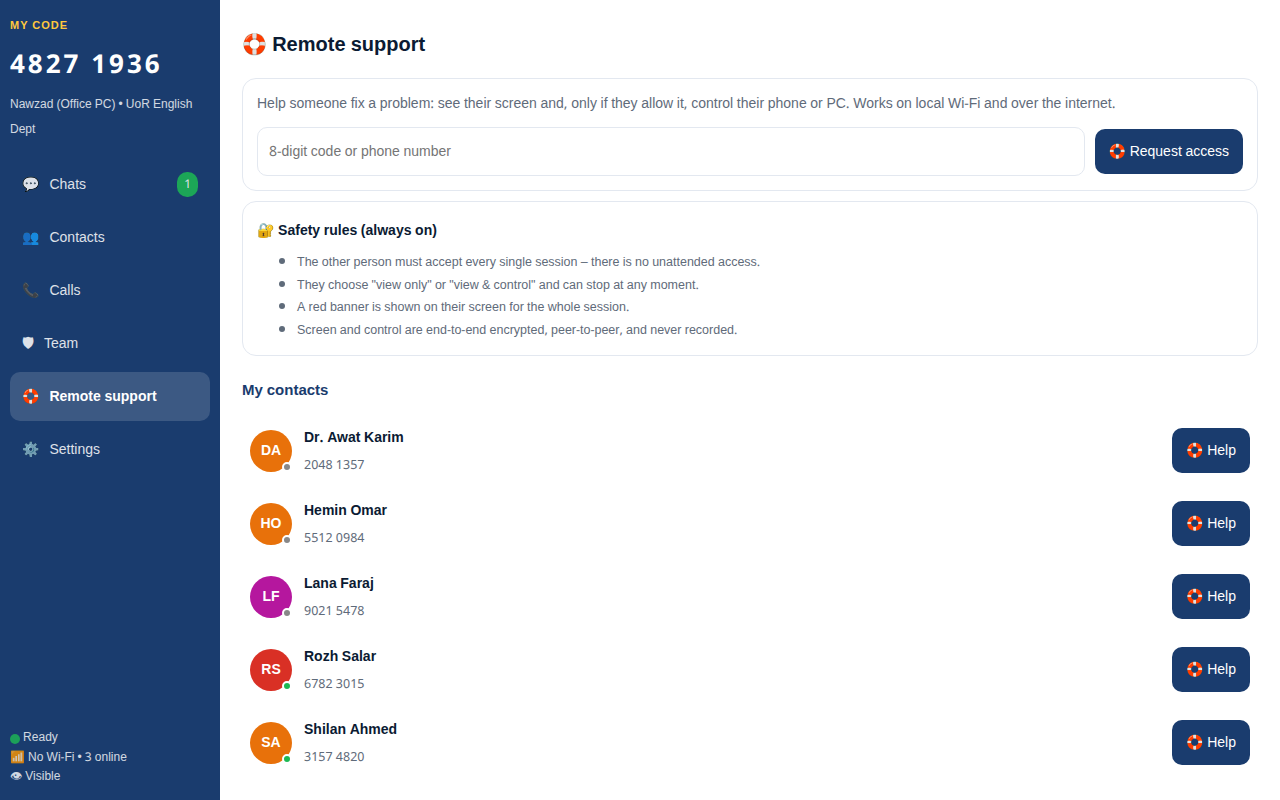 MY CODE
4827 1936
Nawzad (Office PC) • UoR English
Dept
Chats 1
Contacts
Calls
Team
Remote support
Settings
Ready
No Wi-Fi • 3 online
Visible
Remote support
Help someone fix a problem: see their screen and, only if they allow it, control their phone or PC. Works on local Wi-Fi and over the internet.
8-digit code or phone number
Request access
Safety rules (always on)
The other person must accept every single session – there is no unattended access.
They choose "view only" or "view & control" and can stop at any moment.
A red banner is shown on their screen for the whole session.
Screen and control are end-to-end encrypted, peer-to-peer, and never recorded.
My contacts
DA Dr. Awat Karim
2048 1357
Help
HO Hemin Omar
5512 0984
Help
LF Lana Faraj
9021 5478
Help
RS Rozh Salar
6782 3015
Help
SA Shilan Ahmed
3157 4820
Help